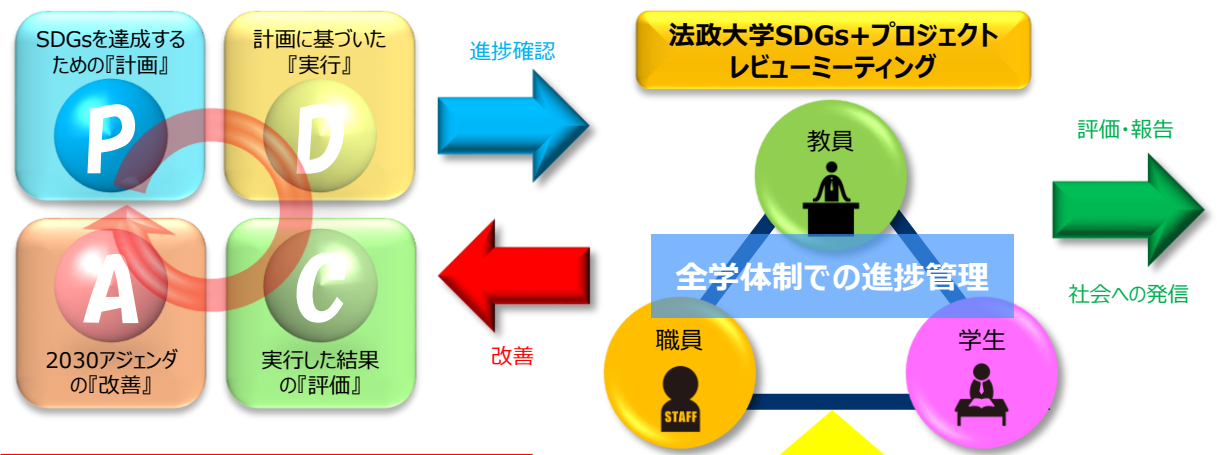 SDGsを達成する
ための『計画』
P
計画に基づいた
『実行』
D
A
2030アジェンダ
の『改善』
C
実行した結果
の『評価』
進捗確認
改善
法政大学SDGs+プロジェクト
レビューミーティング
教員
全学体制での進捗管理
職員
STAFF
学生
評価・報告
社会への発信